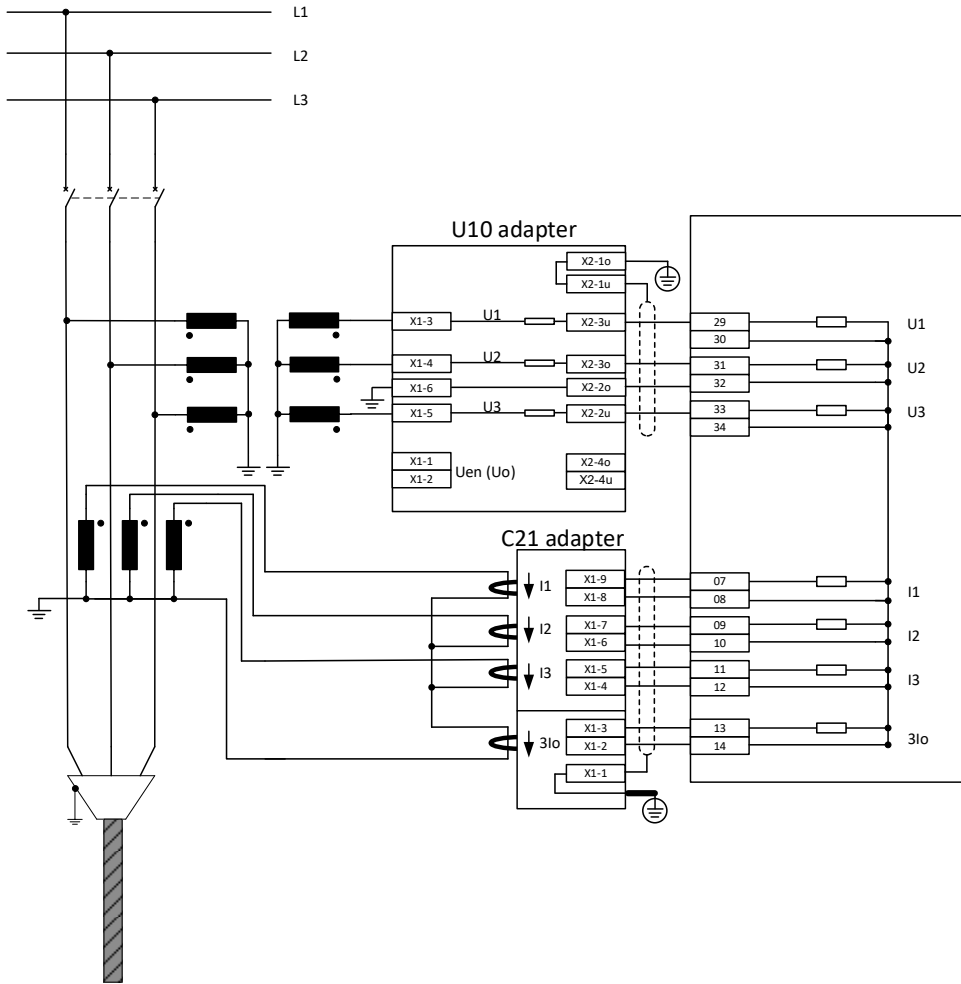 L1
L2
L3
U10 adapter
X2-1o
X2-1u
X1-3
U1
X2-3u
29
U1
30
X1-4
U2
X2-3o
31
U2
X1-6
X2-2o
32
X1-5
U3
X2-2u
33
U3
34
X1-1
Uen (Uo)
X2-4o
X1-2
X2-4u
C21 adapter
I1
X1-9
07
I1
X1-8
08
I2
X1-7
09
I2
X1-6
10
I3
X1-5
11
I3
X1-4
12
3Io
X1-3
13
3Io
X1-2
14
X1-1